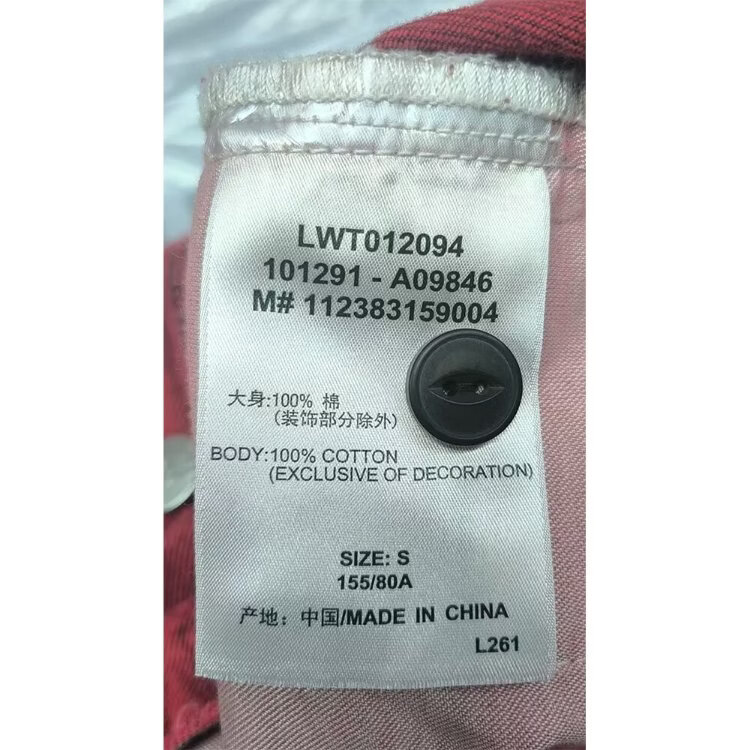 LWT012094
101291 - A09846
M# 112383159004
大身:100% 棉
(装饰部分除外)
BODY:100% COTTON
(EXCLUSIVE OF DECORATION)
SIZE: S
155/80A
产地：中国/MADE IN CHINA
L261